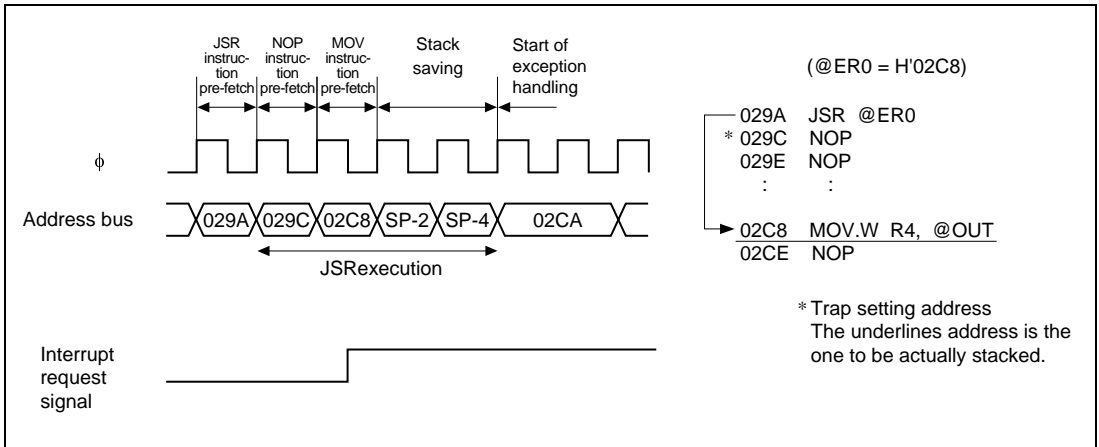 JSR
instruc-
tion
pre-fetch
NOP
instruc-
tion
pre-fetch
MOV
instruc-
tion
pre-fetch
Stack
saving
Start of
exception
handling
(@ER0 = H'02C8)
029A JSR @ER0
* 029C NOP
029E NOP
: :
02C8 MOV.W R4, @OUT
02CE NOP
* Trap setting address
The underlines address is the
one to be actually stacked.
ϕ
Address bus
029A 029C 02C8 SP-2 SP-4 02CA
JSRexecution
Interrupt
request
signal